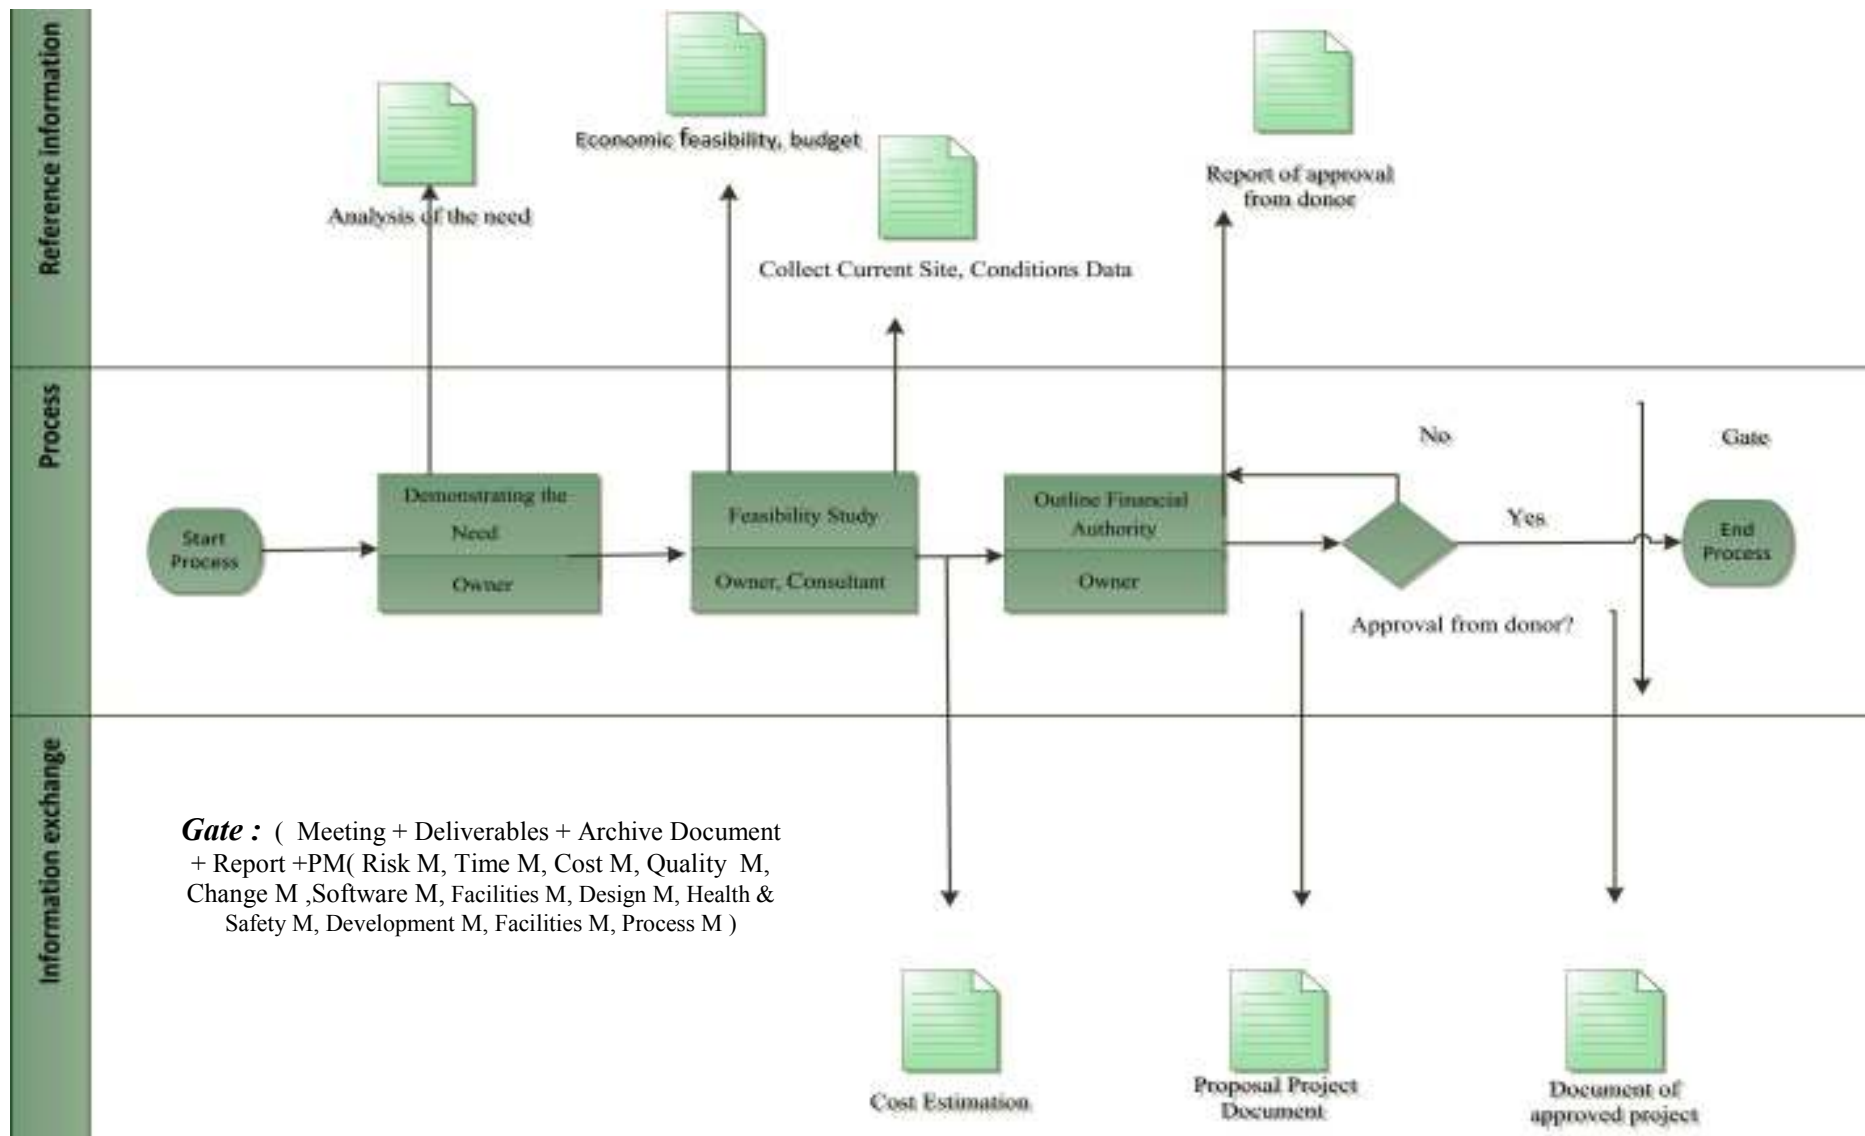 Reference information
Economic feasibility, budget
Report of approval
from donor
Analysis of the need
Collect Current Site, Conditions Data
Process
No
Gate
Start
Process
Demonstrating the
Need
Owner
Feasibility Study
Owner, Consultant
Outline Financial
Authority
Owner
Yes
End
Process
Approval from donor?
Information exchange
Gate : ( Meeting + Deliverables + Archive Document
+ Report +PM( Risk M, Time M, Cost M, Quality M,
Change M ,Software M, Facilities M, Design M, Health &
Safety M, Development M, Facilities M, Process M )
Cost Estimation
Proposal Project
Document
Document of
approved project